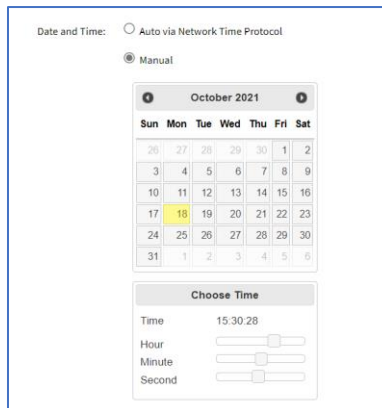 Date and Time: Auto via Network Time Protocol
Manual
October 2021
Sun Mon Tue Wed Thu Fri Sat
26 27 28 29 30 1 2
3 4 5 6 7 8 9
10 11 12 13 14 15 16
17 18 19 20 21 22 23
24 25 26 27 28 29 30
31 1 2 3 4 5 6
Choose Time
Time 15:30:28
Hour
Minute
Second